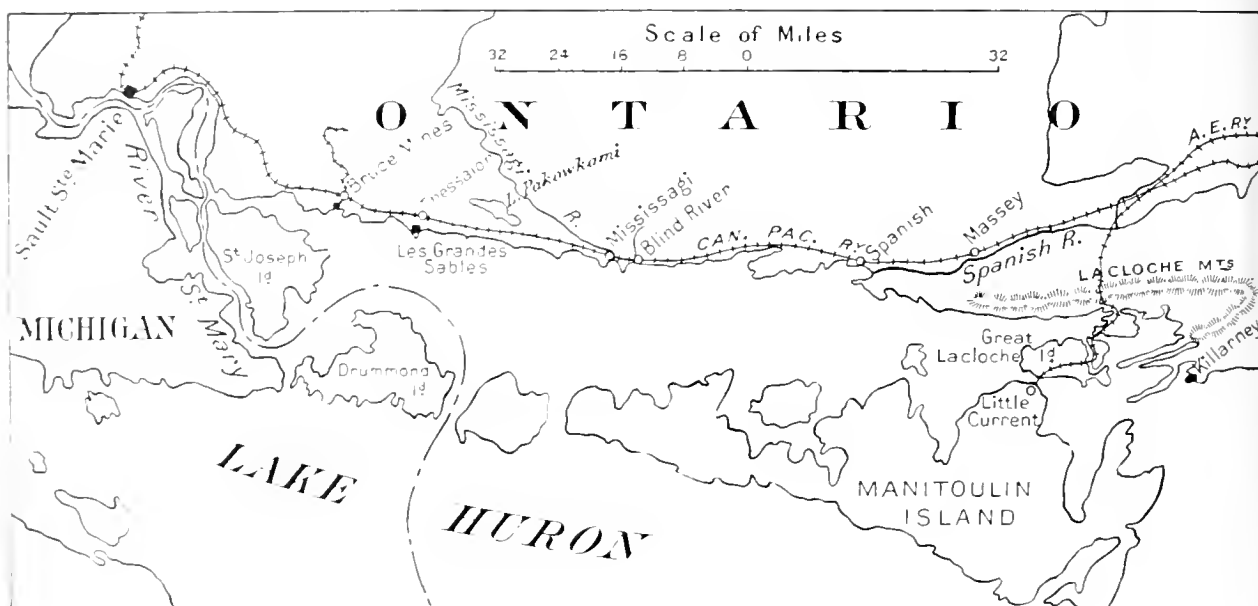 Scale of Miles
32 24 16 8 0 32
ONTARIO
A.E.RY.
Sault Ste. Marie
River
St. Mary
Bruce Mines
Thessalon
Mississagi
R.
L. Pakowkami
Mississagi
Blind River
CAN. PAC. RY.
Spanish
Massey
Spanish R.
LACLOCHE MTS
Les Grandes
Sables
St. Joseph
Id
MICHIGAN
Drummond
Id
Great
Lacloche Id
Killarney
Little
Current
LAKE
HURON
MANITOULIN
ISLAND